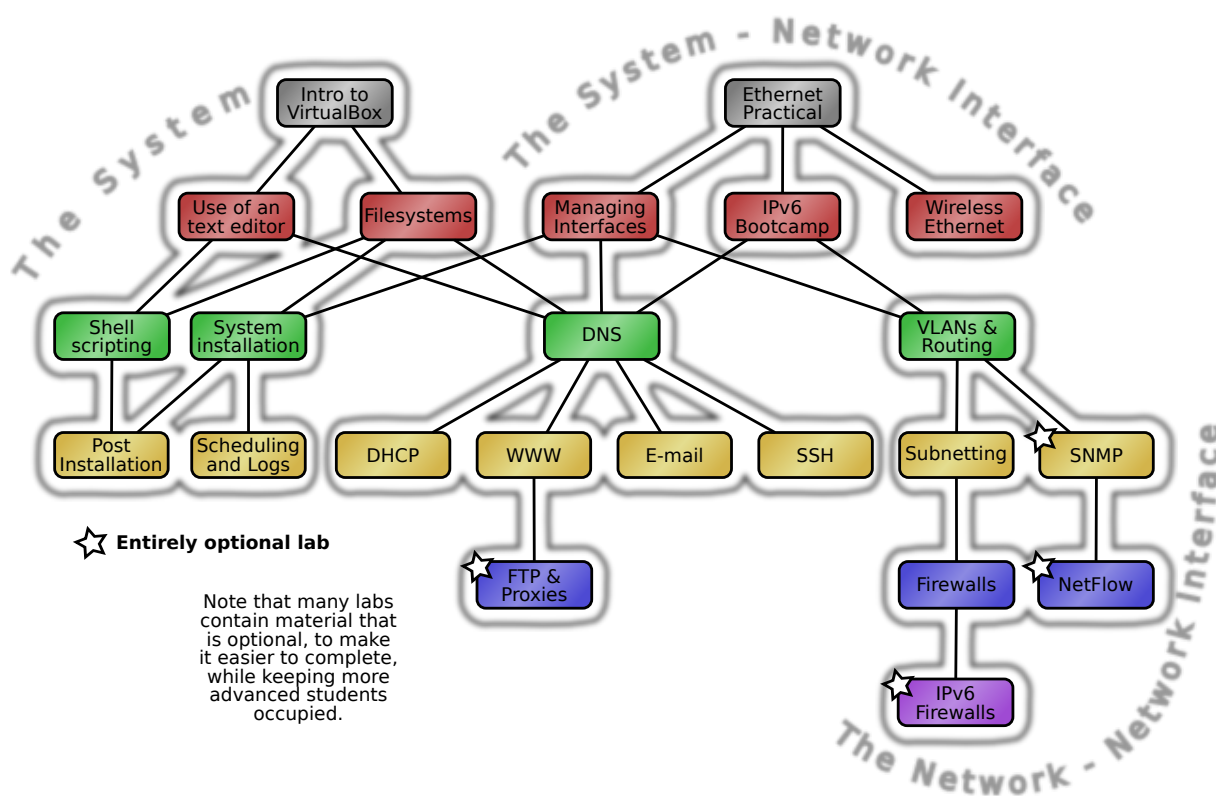 The System
The System - Network Interface
Intro to
VirtualBox
Ethernet
Practical
Use of an
text editor
Filesystems
Managing
Interfaces
IPv6
Bootcamp
Wireless
Ethernet
Shell
scripting
System
installation
DNS
VLANs &
Routing
Post
Installation
Scheduling
and Logs
DHCP
WWW
E-mail
SSH
Subnetting
SNMP
Entirely optional lab
FTP &
Proxies
Firewalls
NetFlow
Note that many labs
contain material that
is optional, to make
it easier to complete,
while keeping more
advanced students
occupied.
IPv6
Firewalls
The Network - Network Interface